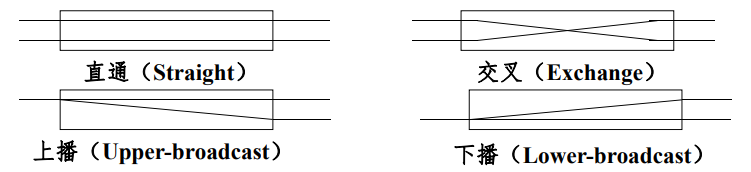 直通（Straight）
交叉（Exchange）
上播（Upper-broadcast）
下播（Lower-broadcast）